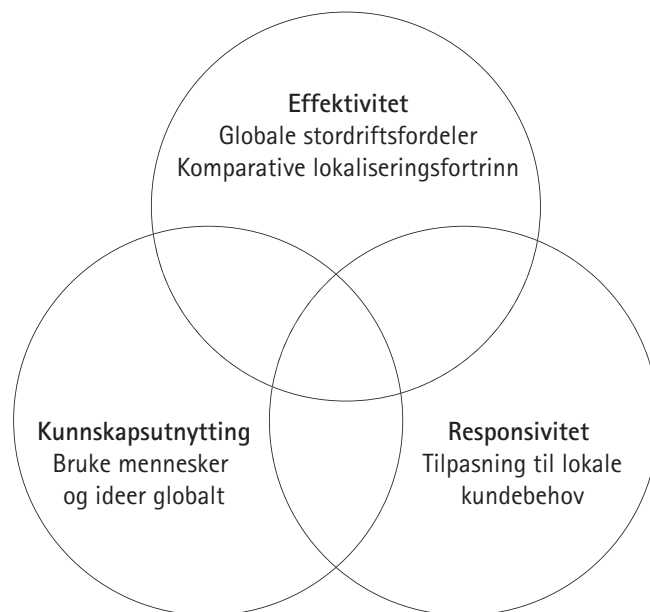 Effektivitet
Globale stordriftsfordeler
Komparative lokaliseringsfortrinn
Kunnskapsutnytting
Bruke mennesker
og ideer globalt
Responsivitet
Tilpasning til lokale
kundebehov